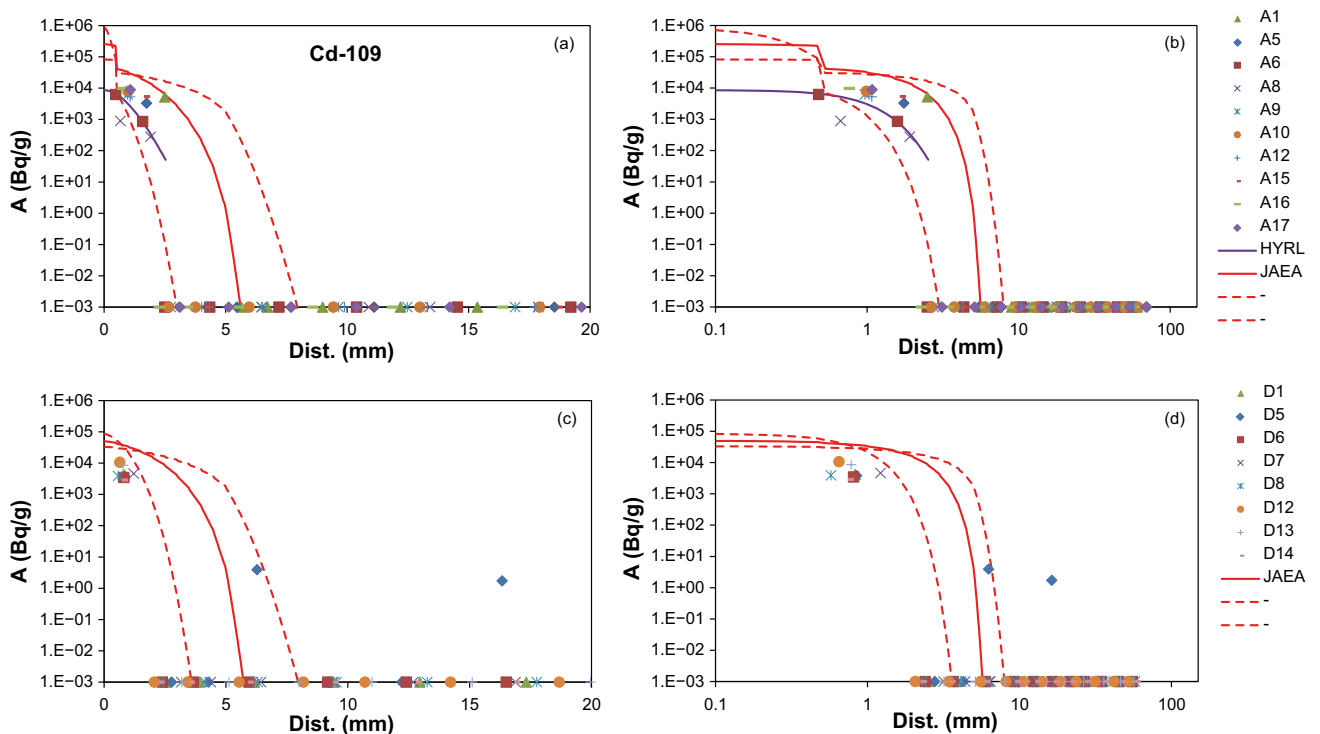 Cd-109
(a)
A (Bq/g)
1.E+06
1.E+05
1.E+04
1.E+03
1.E+02
1.E+01
1.E+00
1.E–01
1.E–02
1.E–03
0
5
10
15
20
Dist. (mm)
(b)
A (Bq/g)
1.E+06
1.E+05
1.E+04
1.E+03
1.E+02
1.E+01
1.E+00
1.E–01
1.E–02
1.E–03
0.1
1
10
100
Dist. (mm)
A1
A5
A6
A8
A9
A10
A12
A15
A16
A17
HYRL
JAEA
-
-
(c)
A (Bq/g)
1.E+06
1.E+05
1.E+04
1.E+03
1.E+02
1.E+01
1.E+00
1.E–01
1.E–02
1.E–03
0
5
10
15
20
Dist. (mm)
(d)
A (Bq/g)
1.E+06
1.E+05
1.E+04
1.E+03
1.E+02
1.E+01
1.E+00
1.E–01
1.E–02
1.E–03
0.1
1
10
100
Dist. (mm)
D1
D5
D6
D7
D8
D12
D13
D14
JAEA
-
-